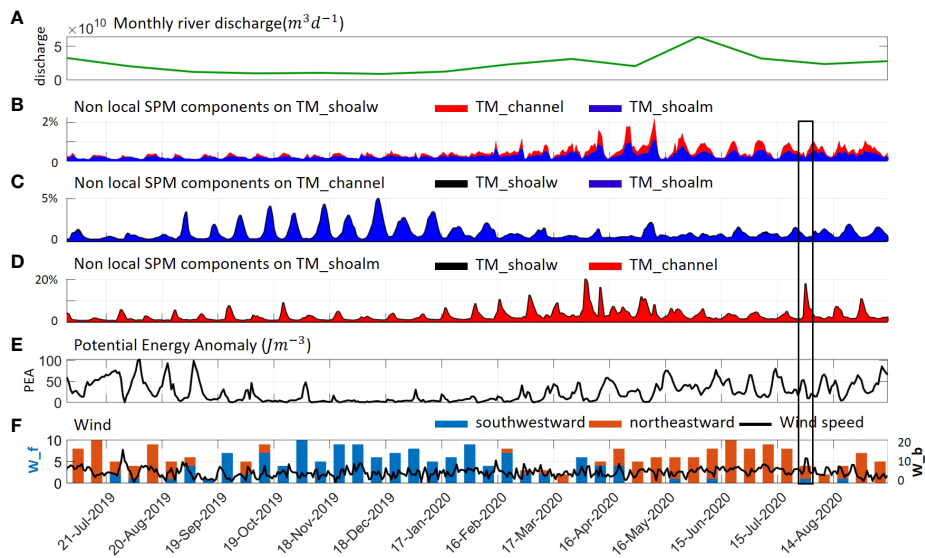 A
×10^10 Monthly river discharge(m^3d^-1)
5
0
discharge
B
Non local SPM components on TM_shoalw TM_channel TM_shoalm
2%
0
C
Non local SPM components on TM_channel TM_shoalw TM_shoalm
5%
0
D
Non local SPM components on TM_shoalm TM_shoalw TM_channel
20%
0
E
Potential Energy Anomaly (Jm^-3)
100
50
0
PEA
F
Wind southwestward northeastward Wind speed
10
5
0
W_f
20
10
0
W_b
21-Jul-2019
20-Aug-2019
19-Sep-2019
19-Oct-2019
18-Nov-2019
18-Dec-2019
17-Jan-2020
16-Feb-2020
17-Mar-2020
16-Apr-2020
16-May-2020
15-Jun-2020
15-Jul-2020
14-Aug-2020